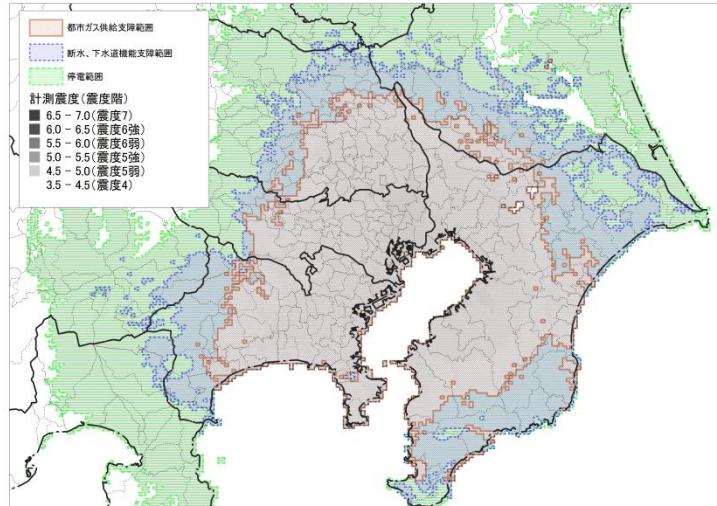 都市ガス供給支障範囲
断水、下水道機能支障範囲
停電範囲
計測震度(震度階)
6.5 - 7.0(震度7)
6.0 - 6.5(震度6強)
5.5 - 6.0(震度6弱)
5.0 - 5.5(震度5強)
4.5 - 5.0(震度5弱)
3.5 - 4.5(震度4)